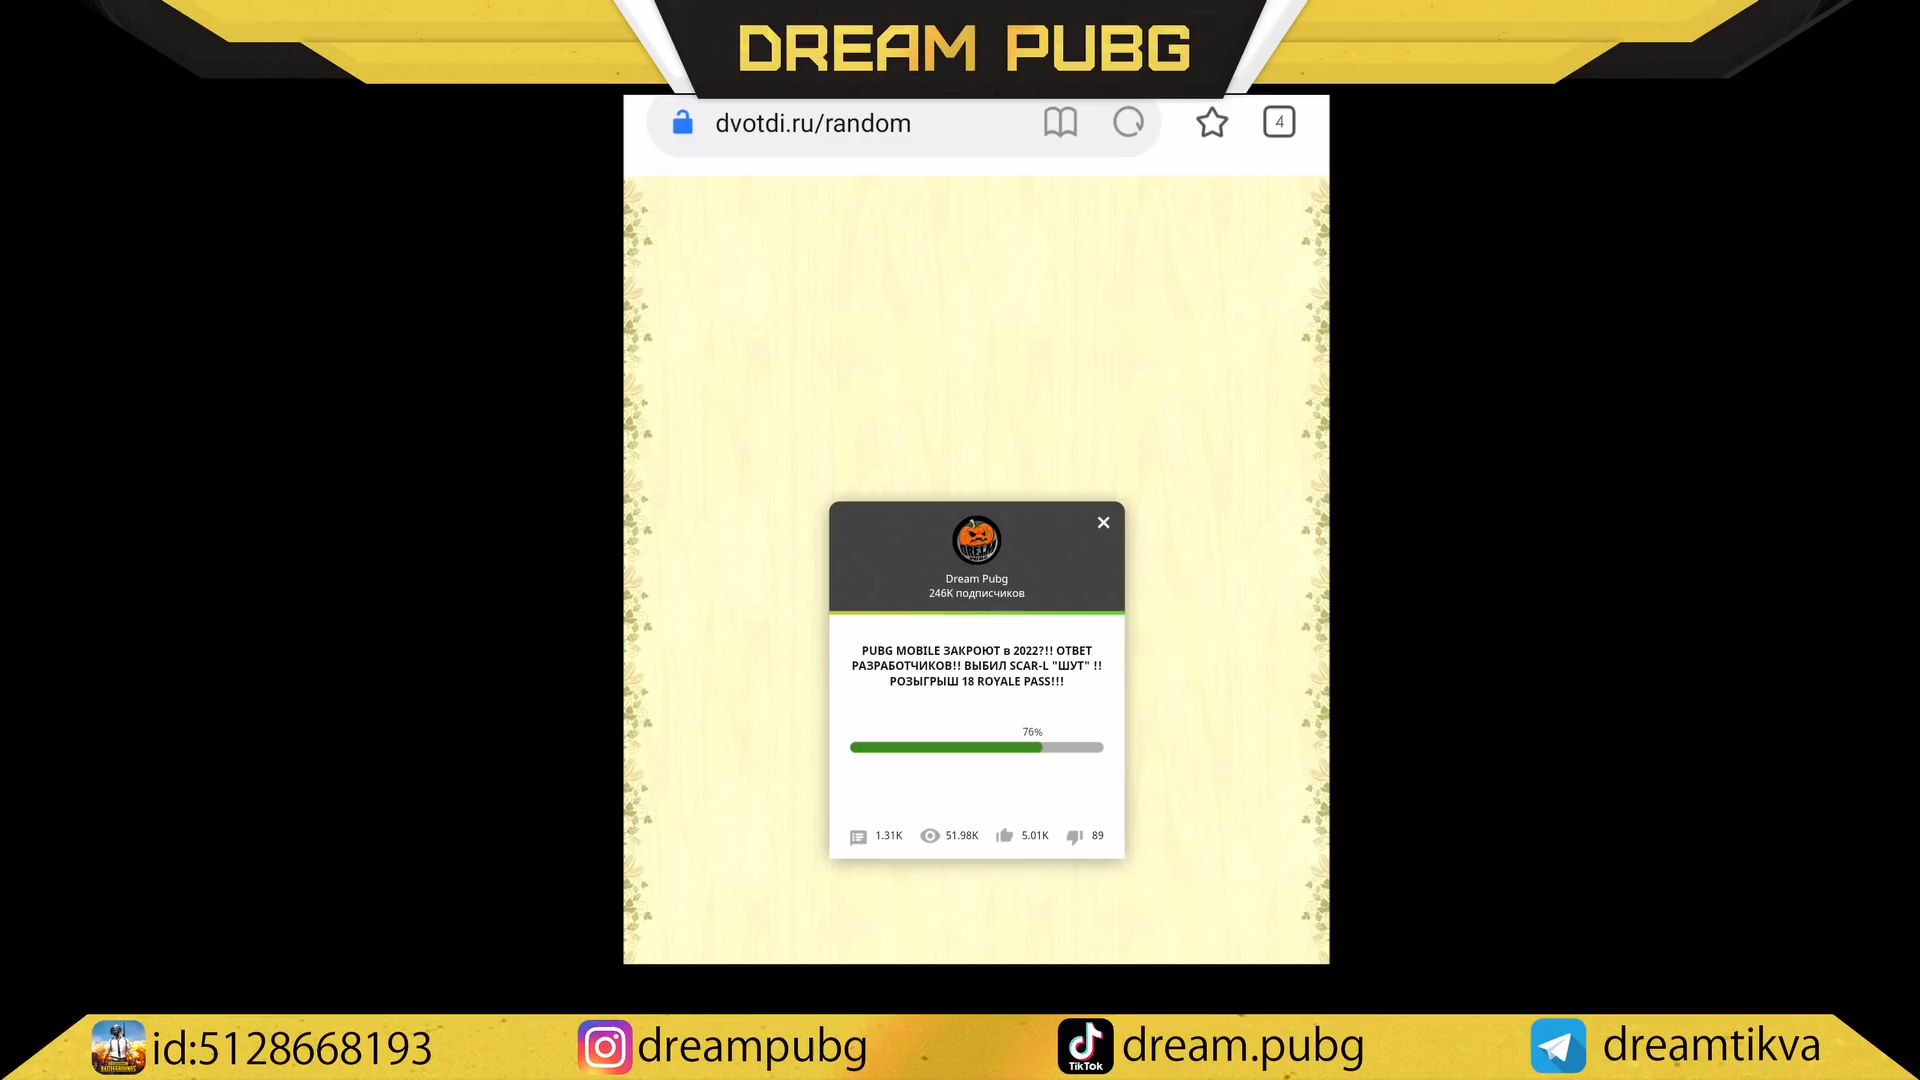 DREAM PUBG
dvotdi.ru/random
4
Dream Pubg
246K подписчиков
PUBG MOBILE ЗАКРОЮТ в 2022?!! ОТВЕТ
РАЗРАБОТЧИКОВ!! ВЫБИЛ SCAR-L "ШУТ" !!
РОЗЫГРЫШ 18 ROYALE PASS!!!
76%
1.31K 51.98K 5.01K 89
id:5128668193 dreampubg TikTok dream.pubg dreamtikva